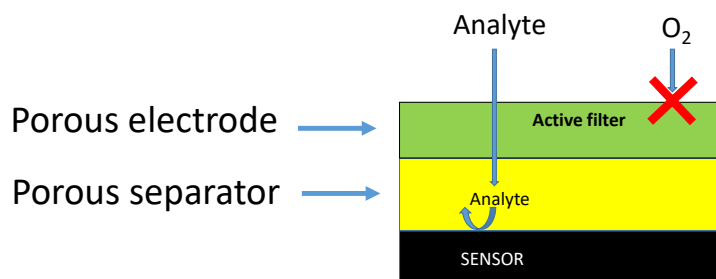 Analyte
O₂
Porous electrode
Active filter
Porous separator
Analyte
SENSOR